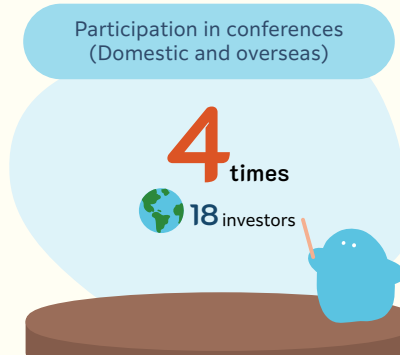 Participation in conferences
(Domestic and overseas)
4 times
18 investors